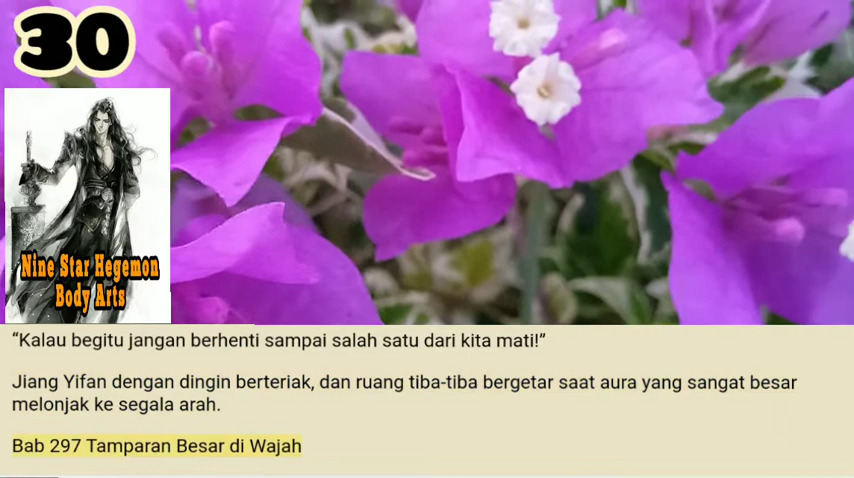 30
Nine Star Hegemon
Body Arts
“Kalau begitu jangan berhenti sampai salah satu dari kita mati!”
Jiang Yifan dengan dingin berteriak, dan ruang tiba-tiba bergetar saat aura yang sangat besar
melonjak ke segala arah.
Bab 297 Tamparan Besar di Wajah